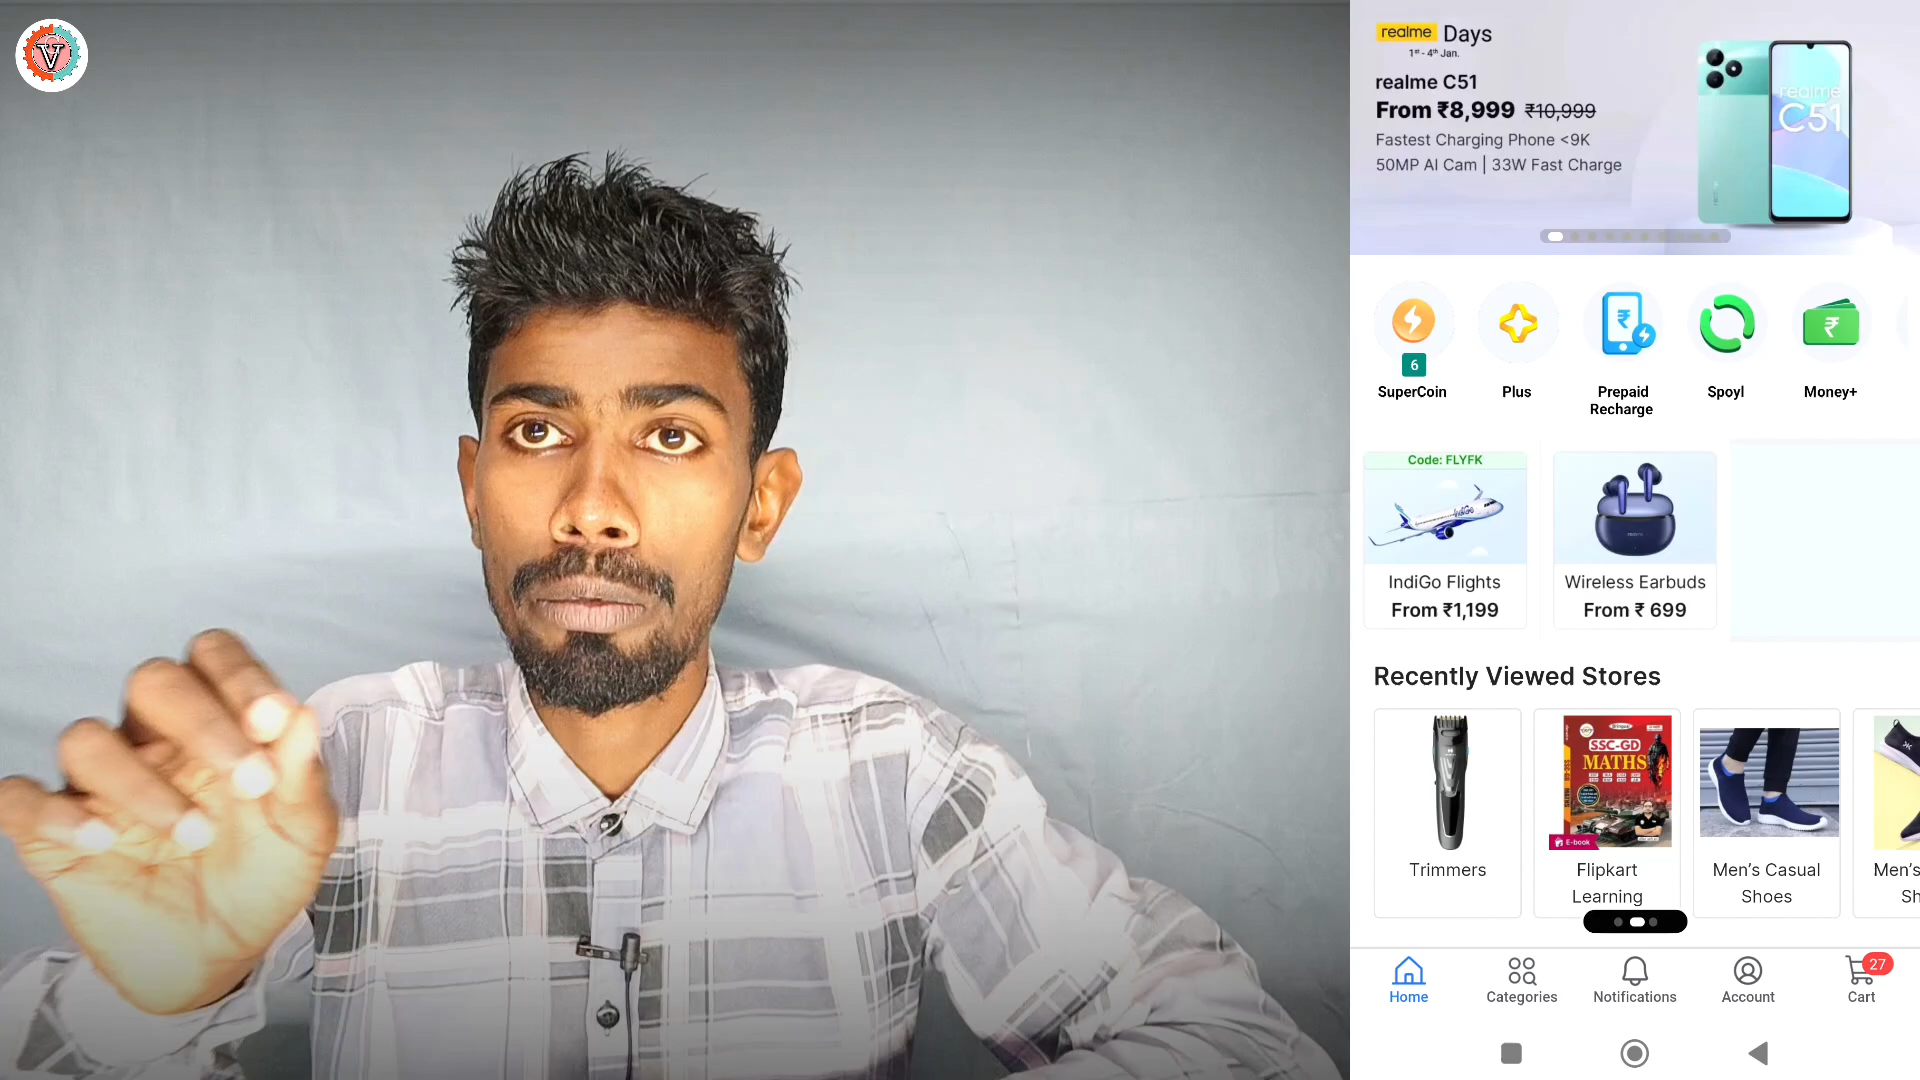 V
realme Days
1st - 4th Jan.
realme C51
From ₹8,999 ₹10,999
Fastest Charging Phone <9K
50MP AI Cam | 33W Fast Charge
realme
C51
6
SuperCoin
Plus
Prepaid
Recharge
Spoyl
Money+
Code: FLYFK
IndiGo
IndiGo Flights
From ₹1,199
realme
Wireless Earbuds
From ₹ 699
Recently Viewed Stores
SSC-GD
MATHS
E-book
Trimmers
Flipkart
Learning
Men's Casual
Shoes
Men's
Sh
27
Home
Categories
Notifications
Account
Cart